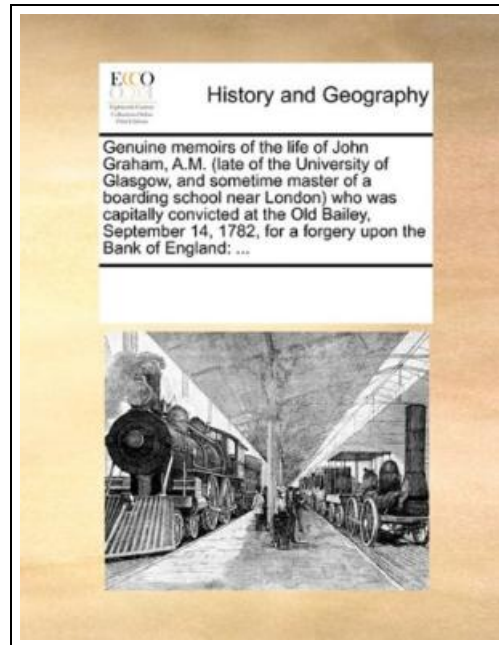 ECCO
History and Geography
Genuine memoirs of the life of John
Graham, A.M. (late of the University of
Glasgow, and sometime master of a
boarding school near London) who was
capitally convicted at the Old Bailey,
September 14, 1782, for a forgery upon the
Bank of England: ...